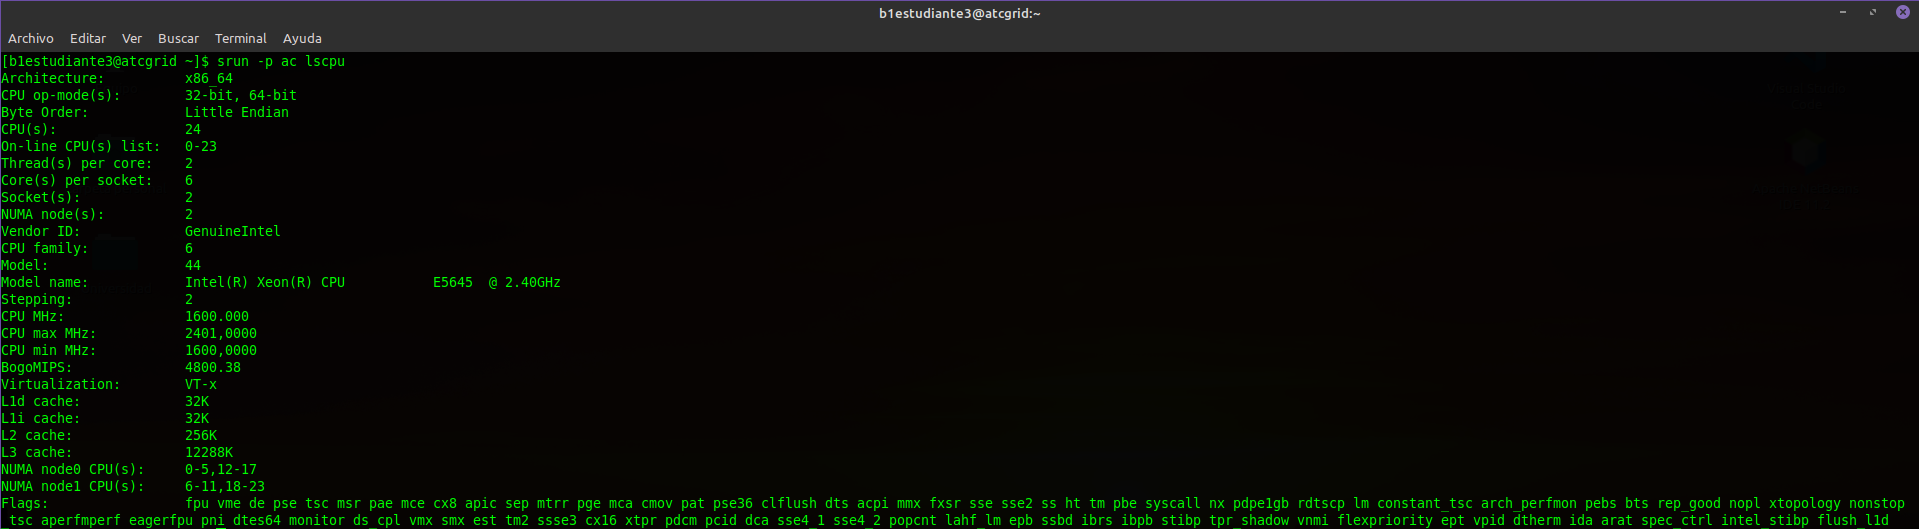 b1estudiante3@atcgrid:~
Archivo Editar Ver Buscar Terminal Ayuda
[b1estudiante3@atcgrid ~]$ srun -p ac lscpu
Architecture:          x86_64
CPU op-mode(s):        32-bit, 64-bit
Byte Order:            Little Endian
CPU(s):                24
On-line CPU(s) list:   0-23
Thread(s) per core:    2
Core(s) per socket:    6
Socket(s):             2
NUMA node(s):          2
Vendor ID:             GenuineIntel
CPU family:            6
Model:                 44
Model name:            Intel(R) Xeon(R) CPU           E5645  @ 2.40GHz
Stepping:              2
CPU MHz:               1600.000
CPU max MHz:           2401,0000
CPU min MHz:           1600,0000
BogoMIPS:              4800.38
Virtualization:        VT-x
L1d cache:             32K
L1i cache:             32K
L2 cache:              256K
L3 cache:              12288K
NUMA node0 CPU(s):     0-5,12-17
NUMA node1 CPU(s):     6-11,18-23
Flags:                 fpu vme de pse tsc msr pae mce cx8 apic sep mtrr pge mca cmov pat pse36 clflush dts acpi mmx fxsr sse sse2 ss ht tm pbe syscall nx pdpe1gb rdtscp lm constant_tsc arch_perfmon pebs bts rep_good nopl xtopology nonstop
_tsc aperfmperf eagerfpu pni dtes64 monitor ds_cpl vmx smx est tm2 ssse3 cx16 xtpr pdcm pcid dca sse4_1 sse4_2 popcnt lahf_lm epb ssbd ibrs ibpb stibp tpr_shadow vnmi flexpriority ept vpid dtherm ida arat spec_ctrl intel_stibp flush_l1d